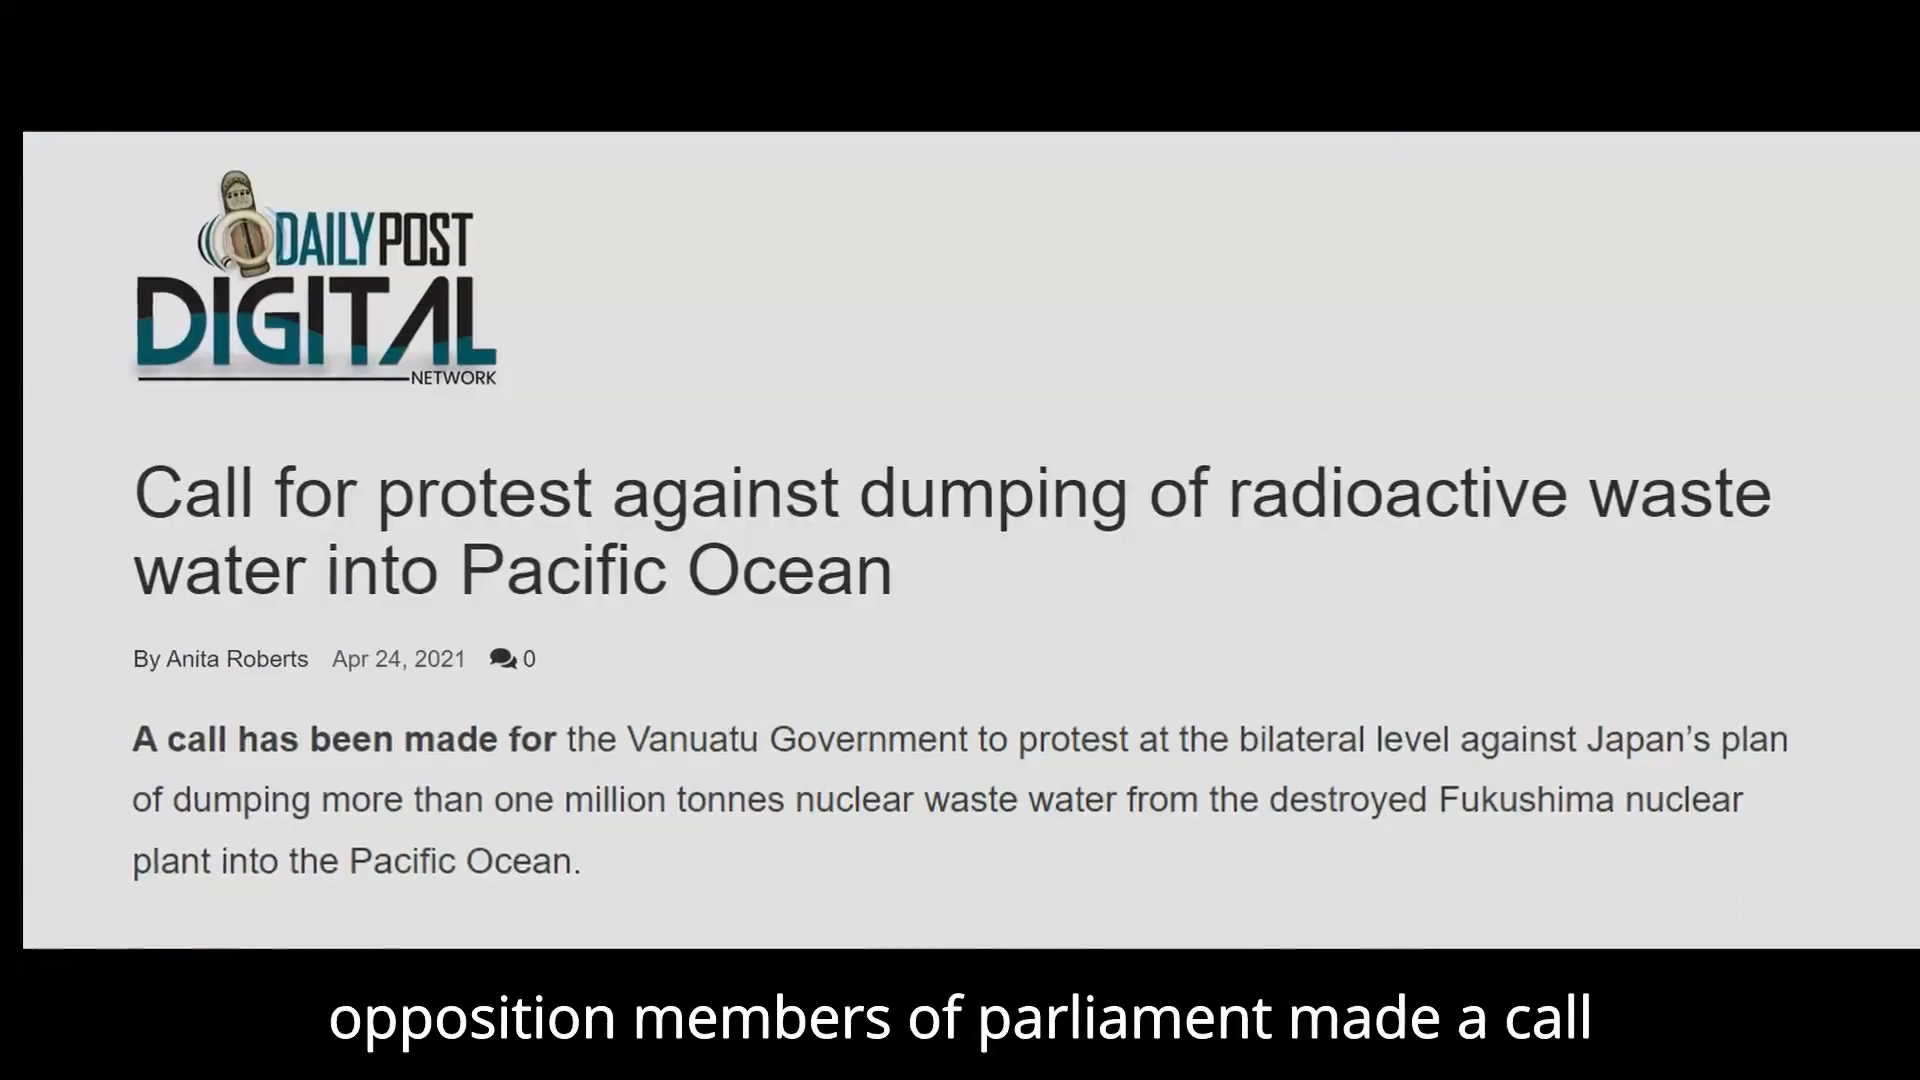 DAILY POST
DIGITAL
NETWORK
Call for protest against dumping of radioactive waste
water into Pacific Ocean
By Anita Roberts Apr 24, 2021 0
A call has been made for the Vanuatu Government to protest at the bilateral level against Japan’s plan
of dumping more than one million tonnes nuclear waste water from the destroyed Fukushima nuclear
plant into the Pacific Ocean.
opposition members of parliament made a call